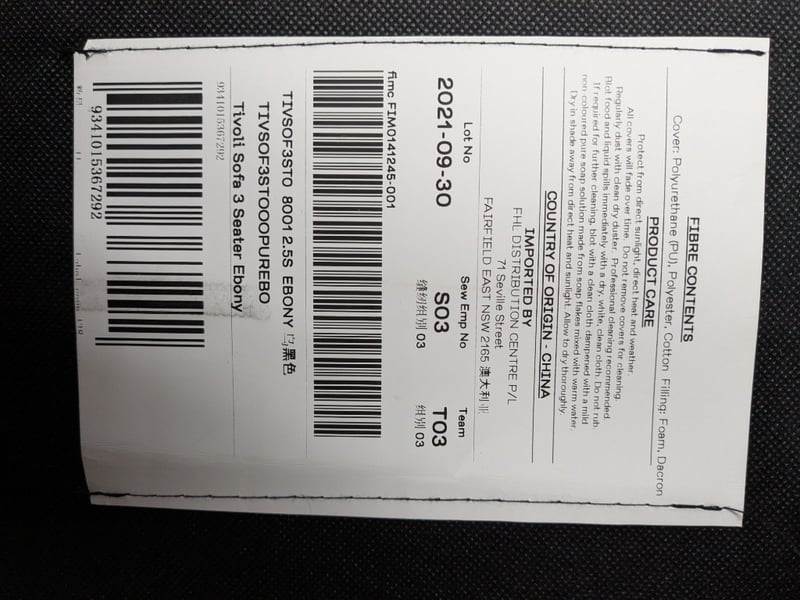 FIBRE CONTENTS
Cover: Polyurethane (PU), Polyester, Cotton Filling: Foam, Dacron
PRODUCT CARE
Protect from direct sunlight, direct heat and weather.
All covers will fade over time. Do not remove covers for cleaning.
Regularly dust with clean dry duster. Professional cleaning recommended.
Blot food and liquid spills immediately with a dry, white, clean cloth. Do not rub.
If required for further cleaning, blot with a clean cloth dampened with a mild
non coloured pure soap solution made from soap flakes mixed with warm water.
Dry in shade away from direct heat and sunlight. Allow to dry thoroughly.
COUNTRY OF ORIGIN - CHINA
IMPORTED BY
FHL DISTRIBUTION CENTRE P/L
71 Seville Street
FAIRFIELD EAST NSW 2165 澳大利亚
Lot No Sew Emp No Team
2021-09-30 S03 T03
缝纫组别 03 组别 03
fi.mc FIM0141245-001
TIVSOF3STO 8001 2.5S EBONY 乌黑色
TIVSOF3STOOOPUREBO
Tivoli Sofa 3 Seater Ebony
9341015367292
9341015367292